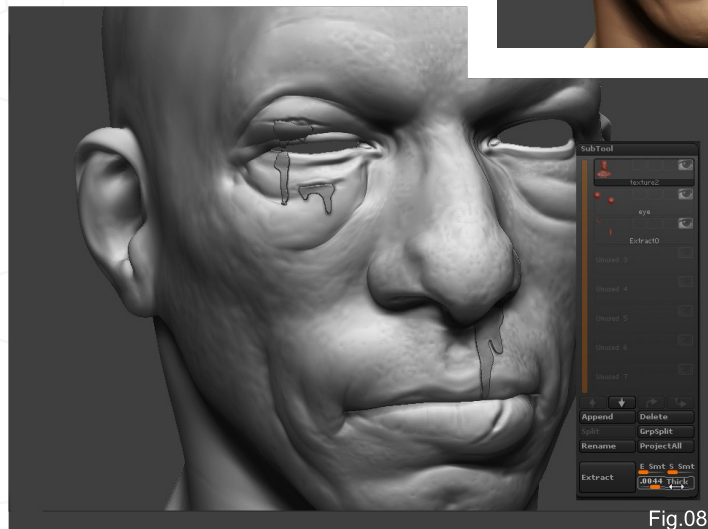 SubTool
texture2
eye
Extract0
Unused 3
Unused 4
Unused 5
Unused 6
Unused 7
Append Delete
Split GrpSplit
Rename ProjectAll
Extract E Smt S Smt
.0044 Thick
Fig.08